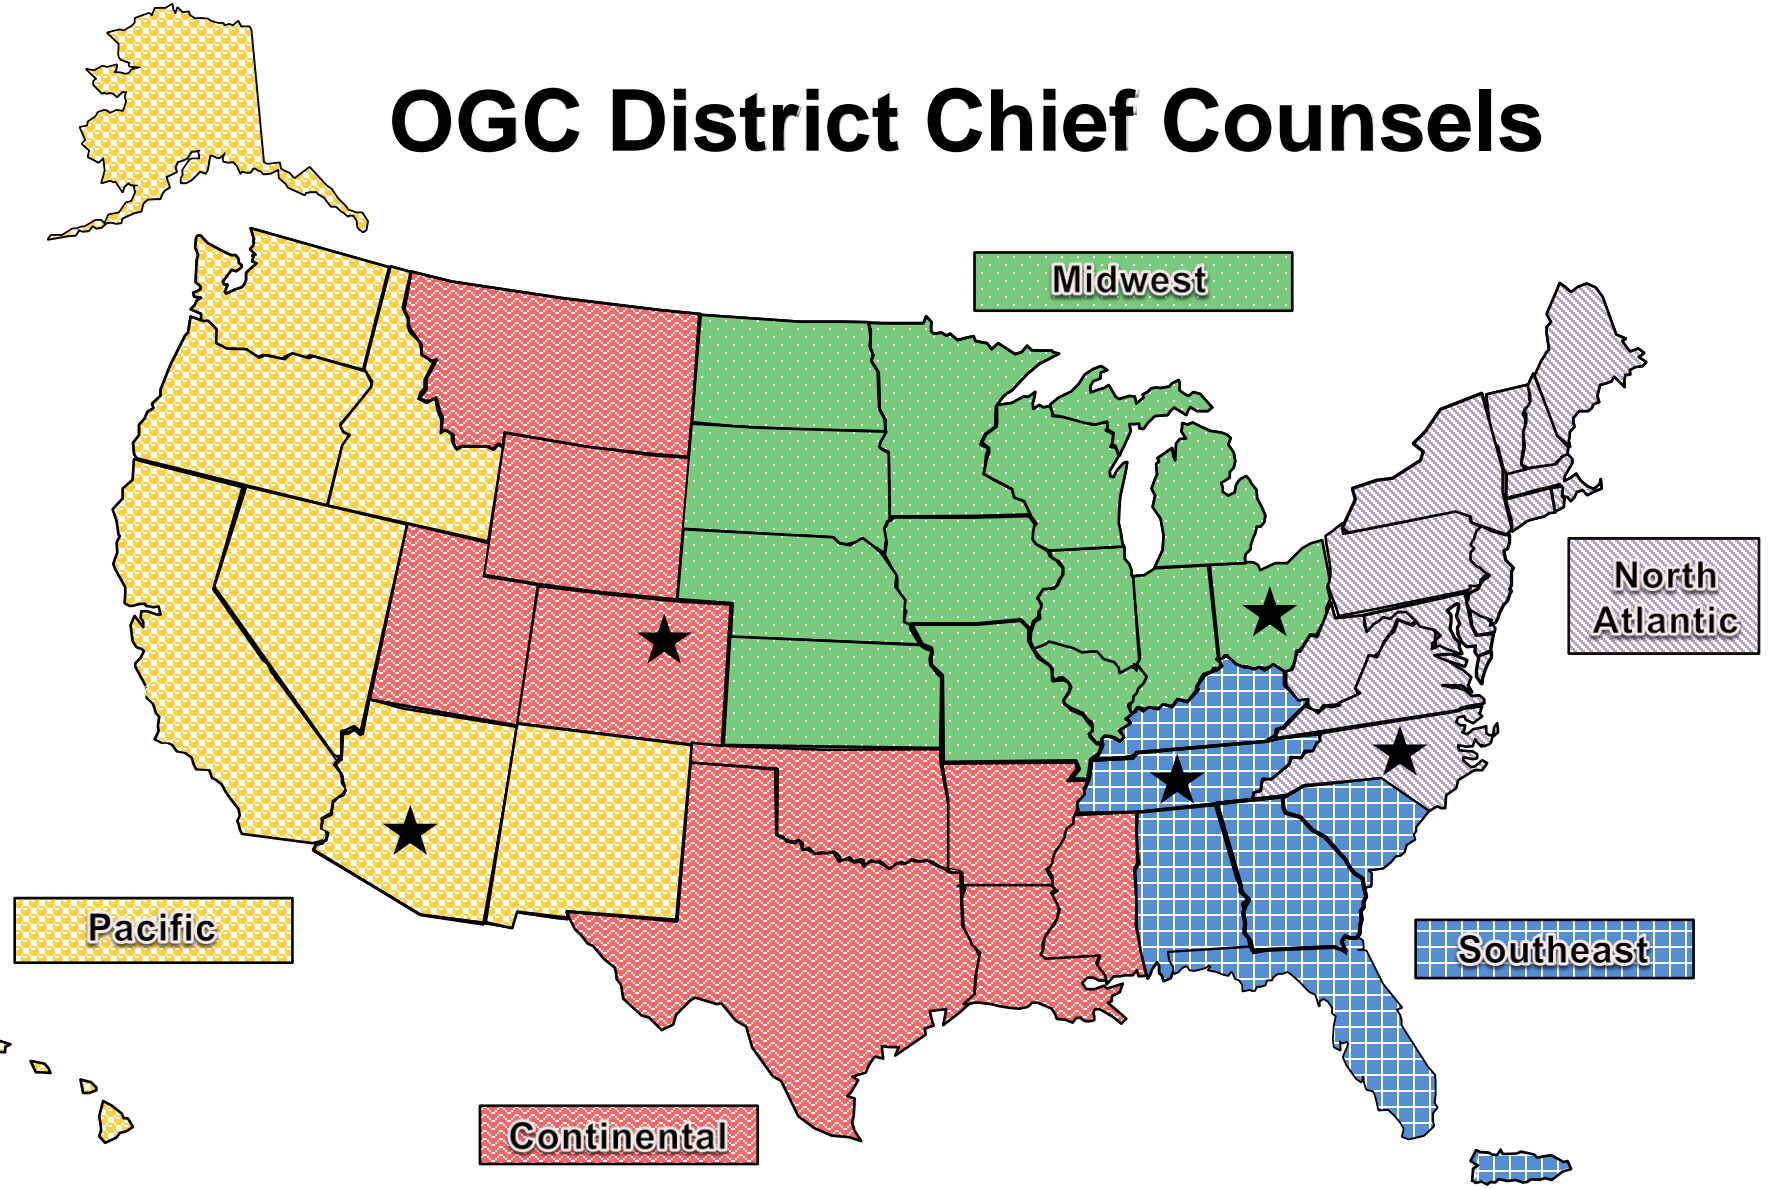 OGC District Chief Counsels
Midwest
North
Atlantic
Pacific
Southeast
Continental